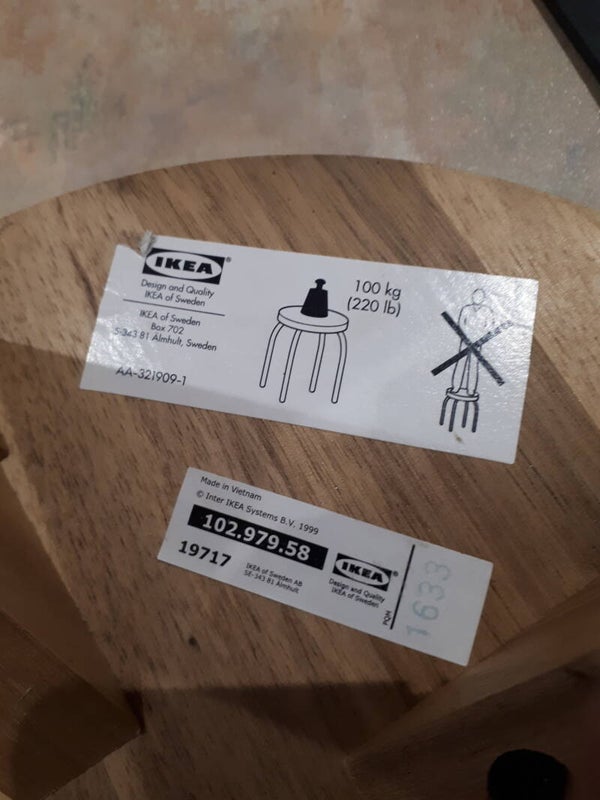 IKEA®
Design and Quality
IKEA of Sweden
IKEA of Sweden
Box 702
S-343 81 Älmhult, Sweden
AA-321909-1
100 kg
(220 lb)
Made in Vietnam
© Inter IKEA Systems B.V. 1999
102.979.58
19717
IKEA of Sweden AB
SE-343 81 Älmhult
IKEA®
Design and Quality
IKEA of Sweden
PQN
1633